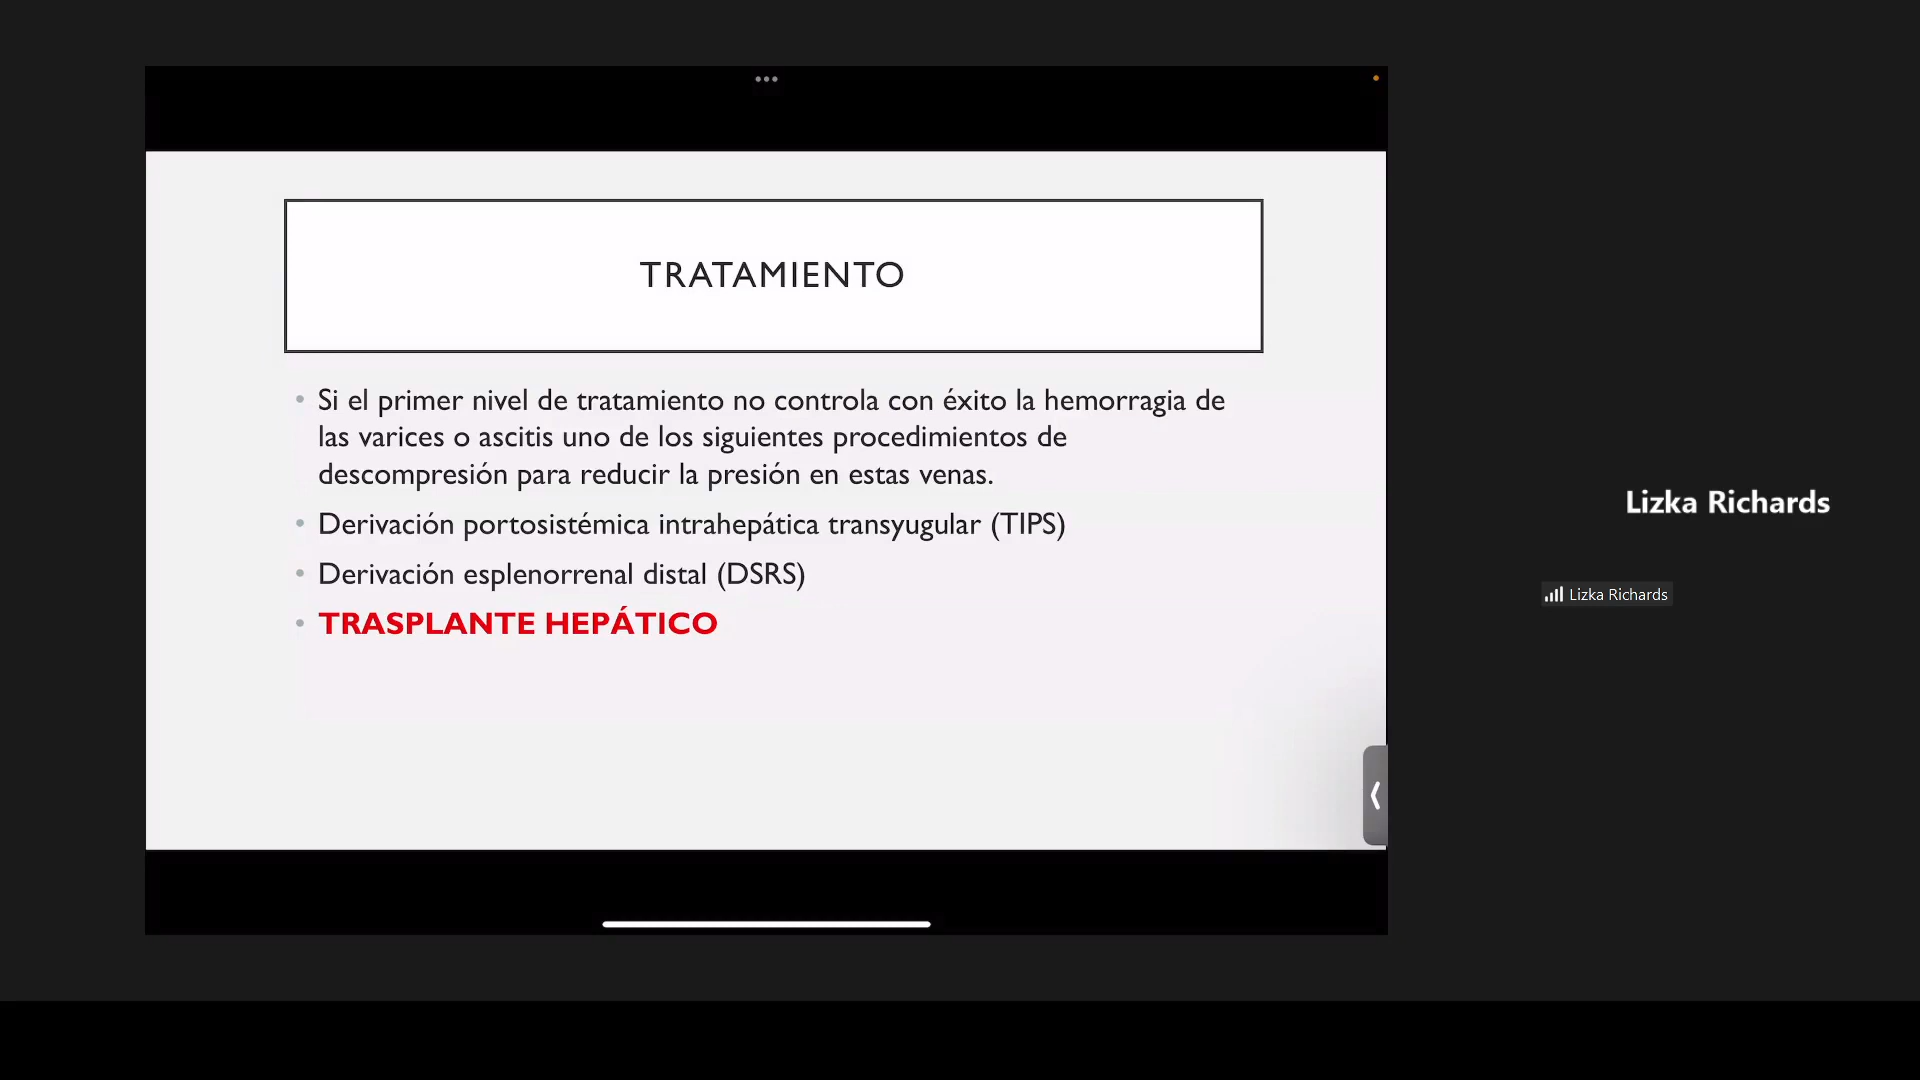 TRATAMIENTO
• Si el primer nivel de tratamiento no controla con éxito la hemorragia de
las varices o ascitis uno de los siguientes procedimientos de
descompresión para reducir la presión en estas venas.
• Derivación portosistémica intrahepática transyugular (TIPS)
• Derivación esplenorrenal distal (DSRS)
• TRASPLANTE HEPÁTICO
Lizka Richards
Lizka Richards